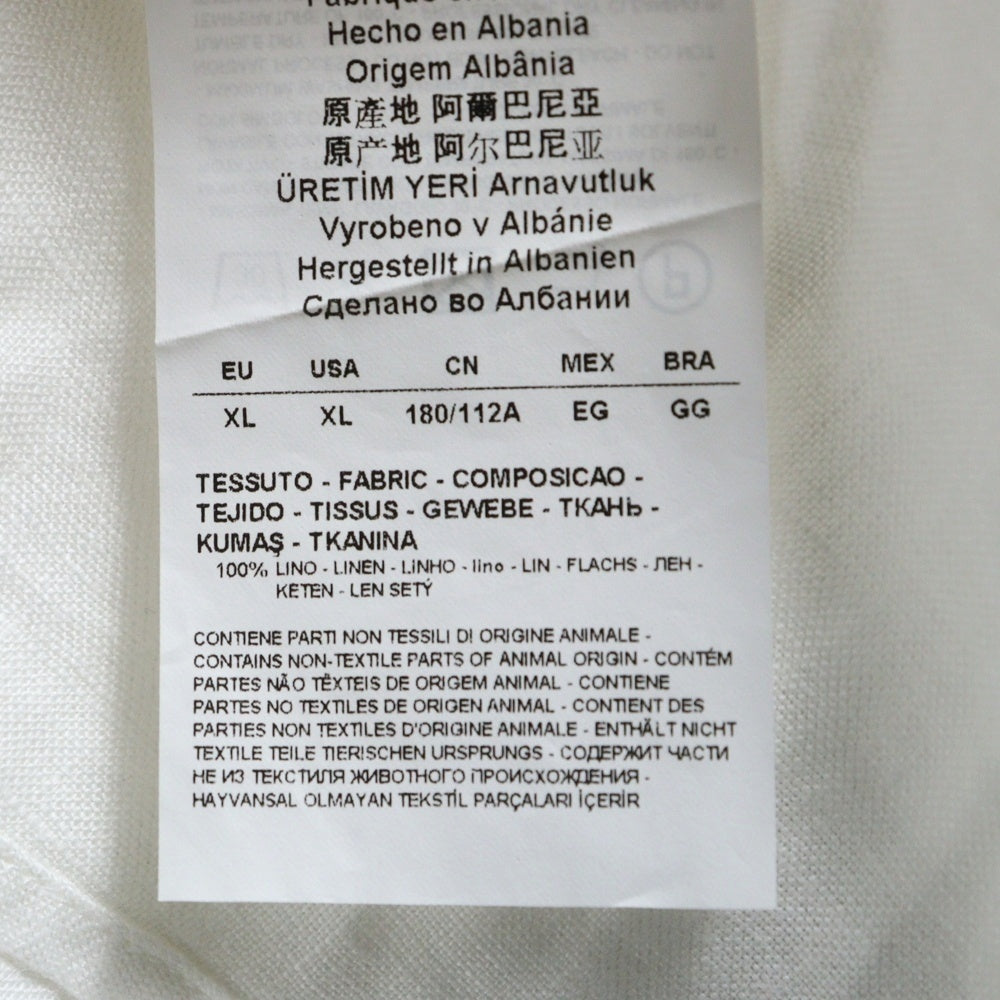 Hecho en Albania
Origem Albânia
原產地 阿爾巴尼亞
原产地 阿尔巴尼亚
ÜRETİM YERİ Arnavutluk
Vyrobeno v Albánie
Hergestellt in Albanien
Сделано во Албании
EU USA CN MEX BRA
XL XL 180/112A EG GG
TESSUTO - FABRIC - COMPOSICAO -
TEJIDO - TISSUS - GEWEBE - ТКАНЬ -
KUMAŞ - TKANINA
100% LINO - LINEN - LINHO - lino - LIN - FLACHS - ЛЕН -
KETEN - LEN SETÝ
CONTIENE PARTI NON TESSILI DI ORIGINE ANIMALE -
CONTAINS NON-TEXTILE PARTS OF ANIMAL ORIGIN - CONTÉM
PARTES NÃO TÊXTEIS DE ORIGEM ANIMAL - CONTIENE
PARTES NO TEXTILES DE ORIGEN ANIMAL - CONTIENT DES
PARTIES NON TEXTILES D'ORIGINE ANIMALE - ENTHÄLT NICHT
TEXTILE TEILE TIERISCHEN URSPRUNGS - СОДЕРЖИТ ЧАСТИ
НЕ ИЗ ТЕКСТИЛЯ ЖИВОТНОГО ПРОИСХОЖДЕНИЯ -
HAYVANSAL OLMAYAN TEKSTİL PARÇALARI İÇERİR